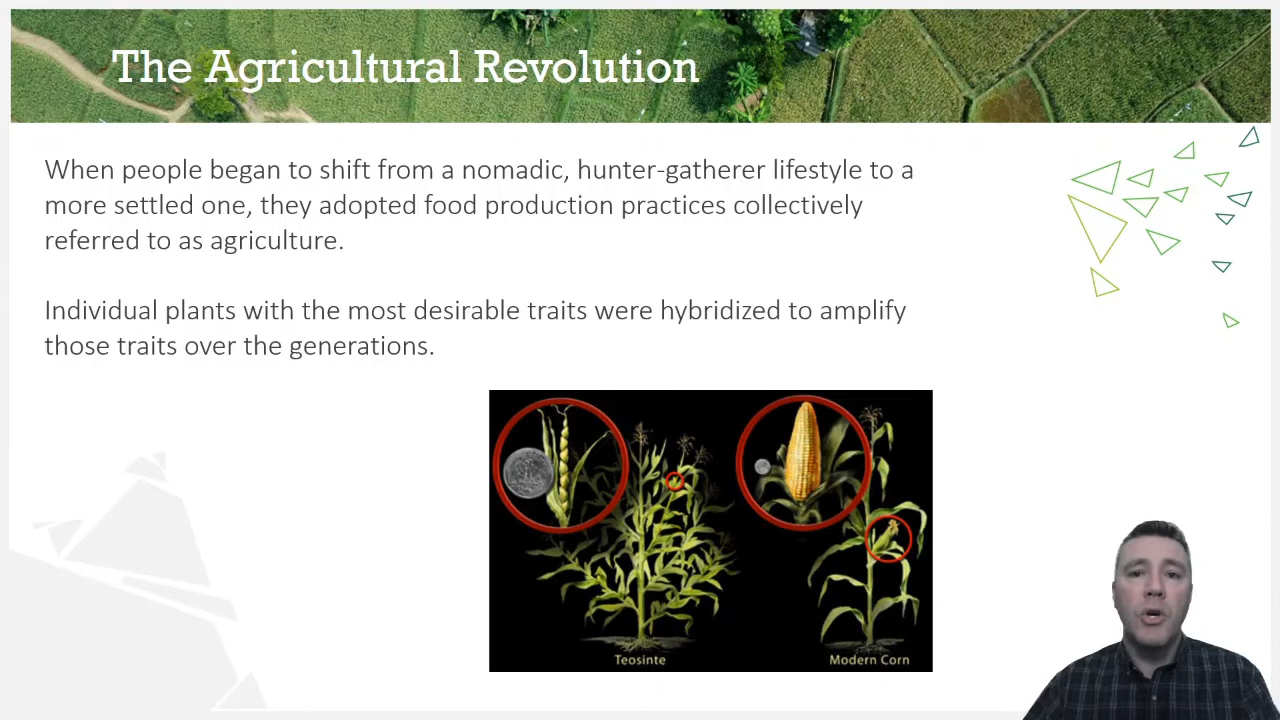 The Agricultural Revolution
When people began to shift from a nomadic, hunter-gatherer lifestyle to a
more settled one, they adopted food production practices collectively
referred to as agriculture.
Individual plants with the most desirable traits were hybridized to amplify
those traits over the generations.
Teosinte
Modern Corn